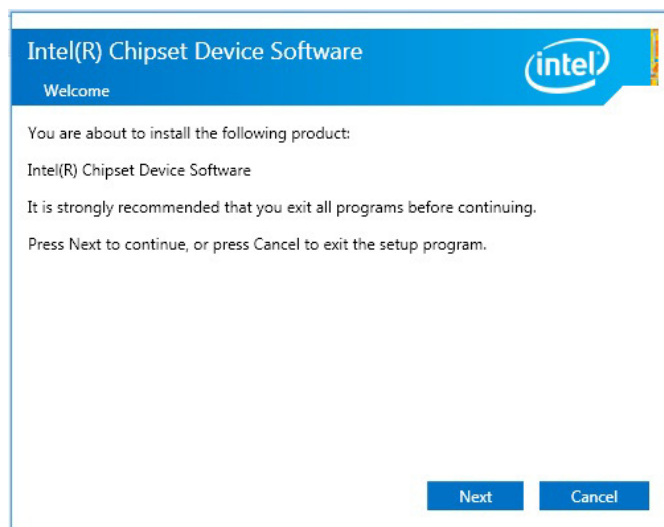 Intel(R) Chipset Device Software
intel
Welcome
You are about to install the following product:
Intel(R) Chipset Device Software
It is strongly recommended that you exit all programs before continuing.
Press Next to continue, or press Cancel to exit the setup program.
Next
Cancel